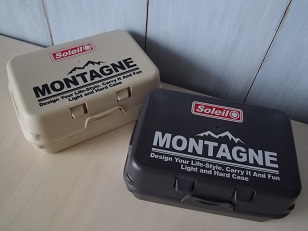 Soleil
MONTAGNE
Design Your Life-Style. Carry It And Fun
Light and Hard Case
Soleil
MONTAGNE
Design Your Life-Style. Carry It And Fun
Light and Hard Case